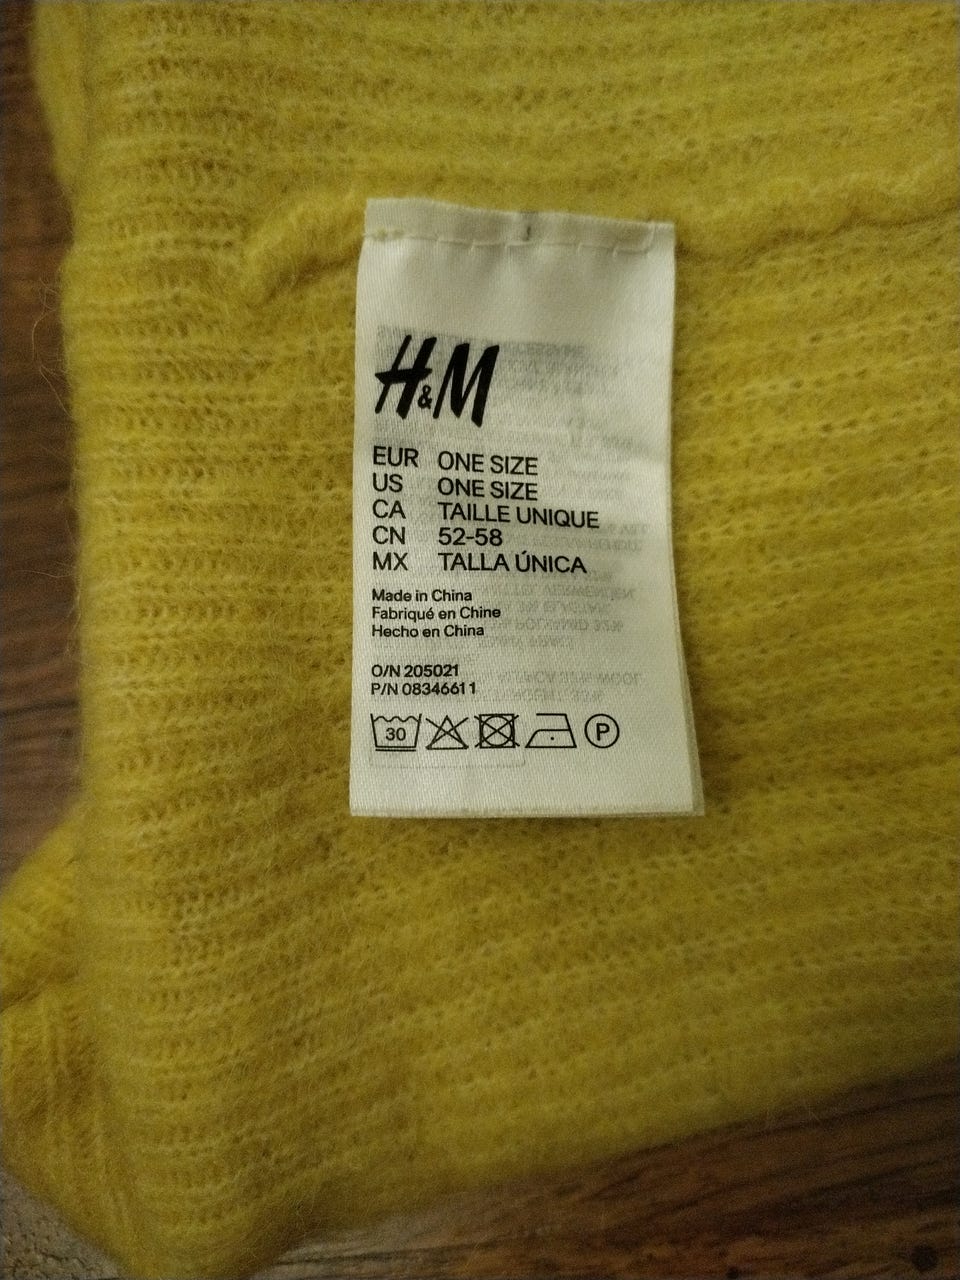 H&M
EUR ONE SIZE
US ONE SIZE
CA TAILLE UNIQUE
CN 52-58
MX TALLA ÚNICA
Made in China
Fabriqué en Chine
Hecho en China
O/N 205021
P/N 08346611
30
P